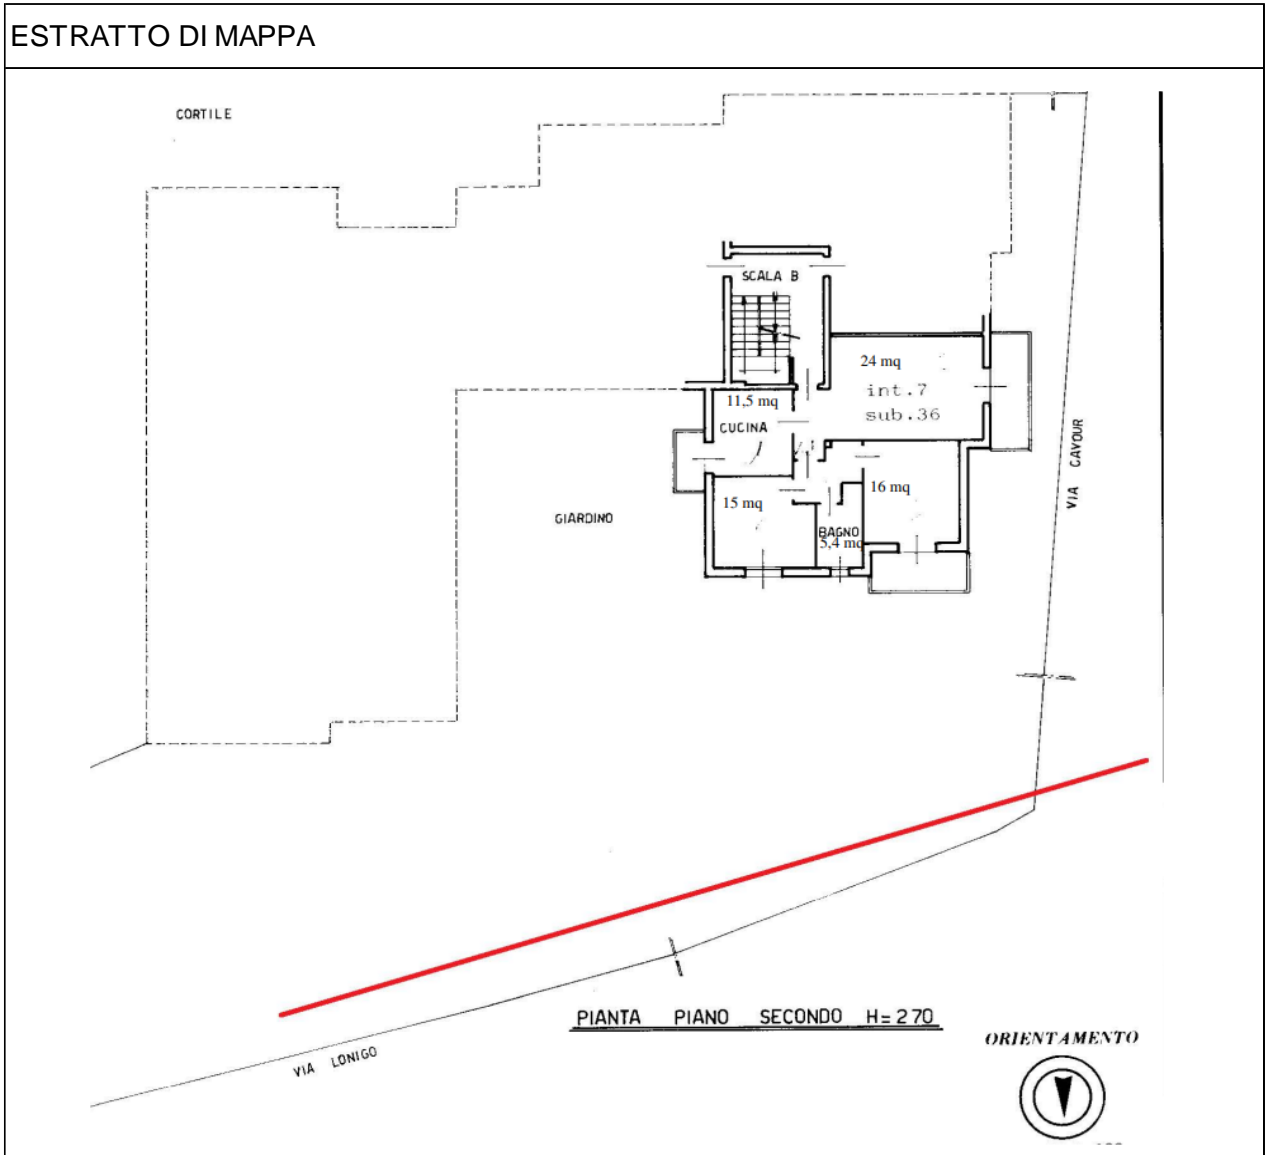 ESTRATTO DI MAPPA
CORTILE
SCALA B
24 mq
int.7
sub.36
11,5 mq
CUCINA
VIA CAVOUR
15 mq
16 mq
GIARDINO
BAGNO
5,4 mq
PIANTA PIANO SECONDO H=270
VIA LONIGO
ORIENTAMENTO